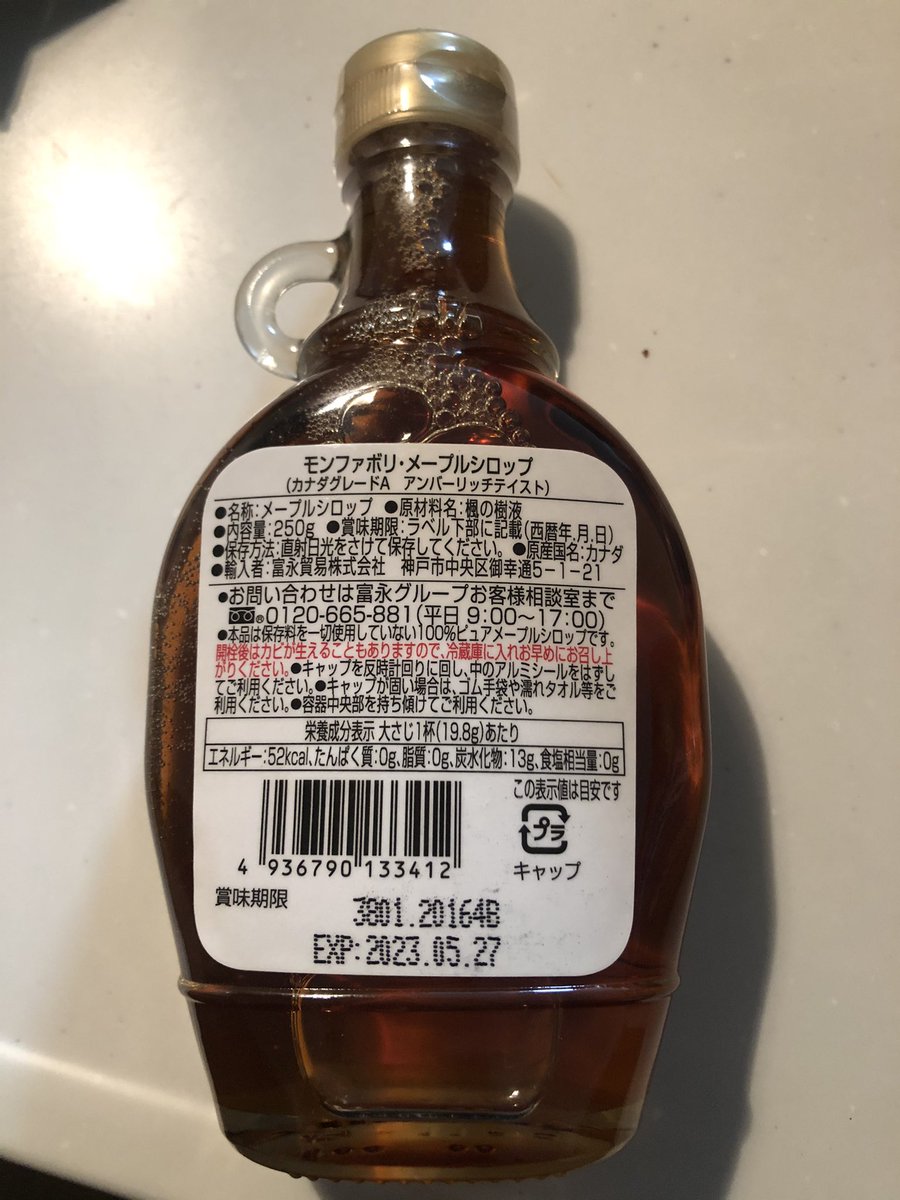 モンファボリ・メープルシロップ
(カナダグレードA アンバーリッチテイスト)
●名称:メープルシロップ ●原材料名:楓の樹液
●内容量:250g ●賞味期限:ラベル下部に記載(西暦年.月.日)
●保存方法:直射日光をさけて保存してください。 ●原産国名:カナダ
●輸入者:富永貿易株式会社 神戸市中央区御幸通5-1-21
●お問い合わせは富永グループお客様相談室まで
®0120-665-881(平日 9:00〜17:00)
●本品は保存料を一切使用していない100%ピュアメープルシロップです。
開栓後はカビが生えることもありますので、冷蔵庫に入れお早めにお召し上
がりください。●キャップを反時計回りに回し、中のアルミシールをはずし
てご利用ください。●キャップが固い場合は、ゴム手袋や濡れタオル等をご
利用ください。●容器中央部を持ち傾けてご利用ください。
栄養成分表示 大さじ1杯(19.8g)あたり
エネルギー:52kcal、たんぱく質:0g、脂質:0g、炭水化物:13g、食塩相当量:0g
この表示値は目安です
プラ
キャップ
4 936790 133412
賞味期限
3801.20164B
EXP:2023.05.27